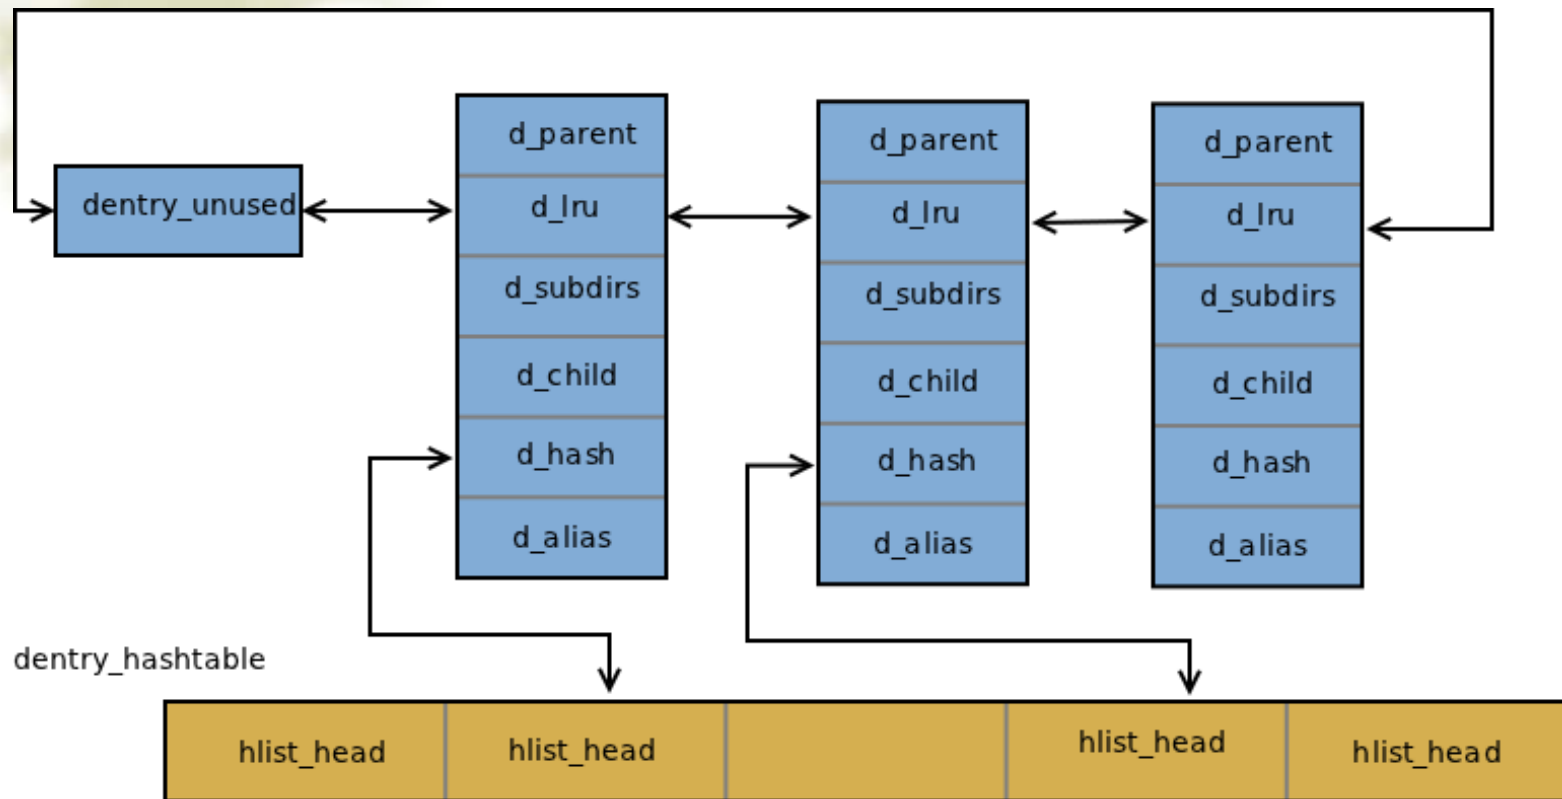 dentry_unused
d_parent
d_lru
d_subdirs
d_child
d_hash
d_alias
d_parent
d_lru
d_subdirs
d_child
d_hash
d_alias
d_parent
d_lru
d_subdirs
d_child
d_hash
d_alias
dentry_hashtable
hlist_head
hlist_head
hlist_head
hlist_head